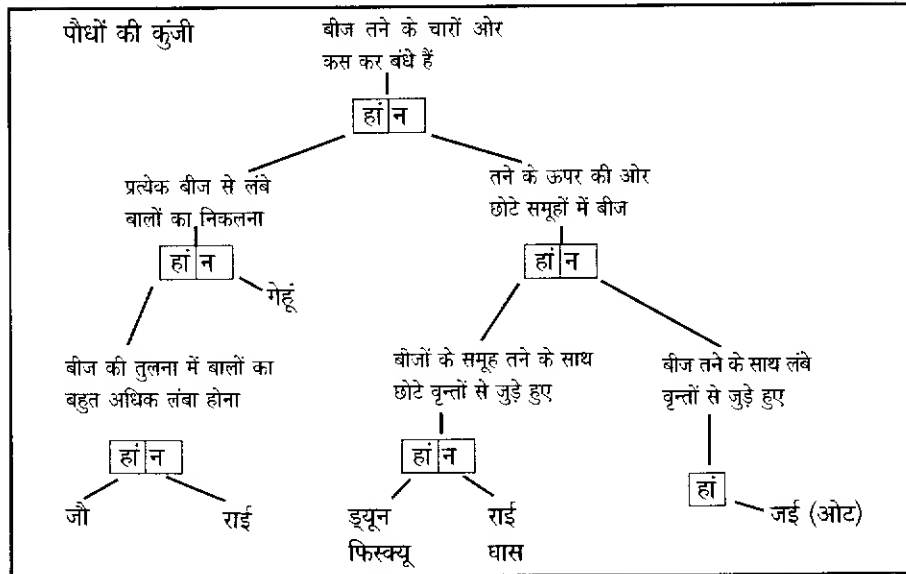 पौधों की कुंजी
बीज तने के चारों ओर
कस कर बंधे हैं
हां न
प्रत्येक बीज से लंबे
बालों का निकलना
हां न
गेहूं
तने के ऊपर की ओर
छोटे समूहों में बीज
हां न
बीज की तुलना में बालों का
बहुत अधिक लंबा होना
हां न
जौ
राई
बीजों के समूह तने के साथ
छोटे वृन्तों से जुड़े हुए
हां न
ड्यून
फिस्क्यू
राई
घास
बीज तने के साथ लंबे
वृन्तों से जुड़े हुए
हां
जई (ओट)